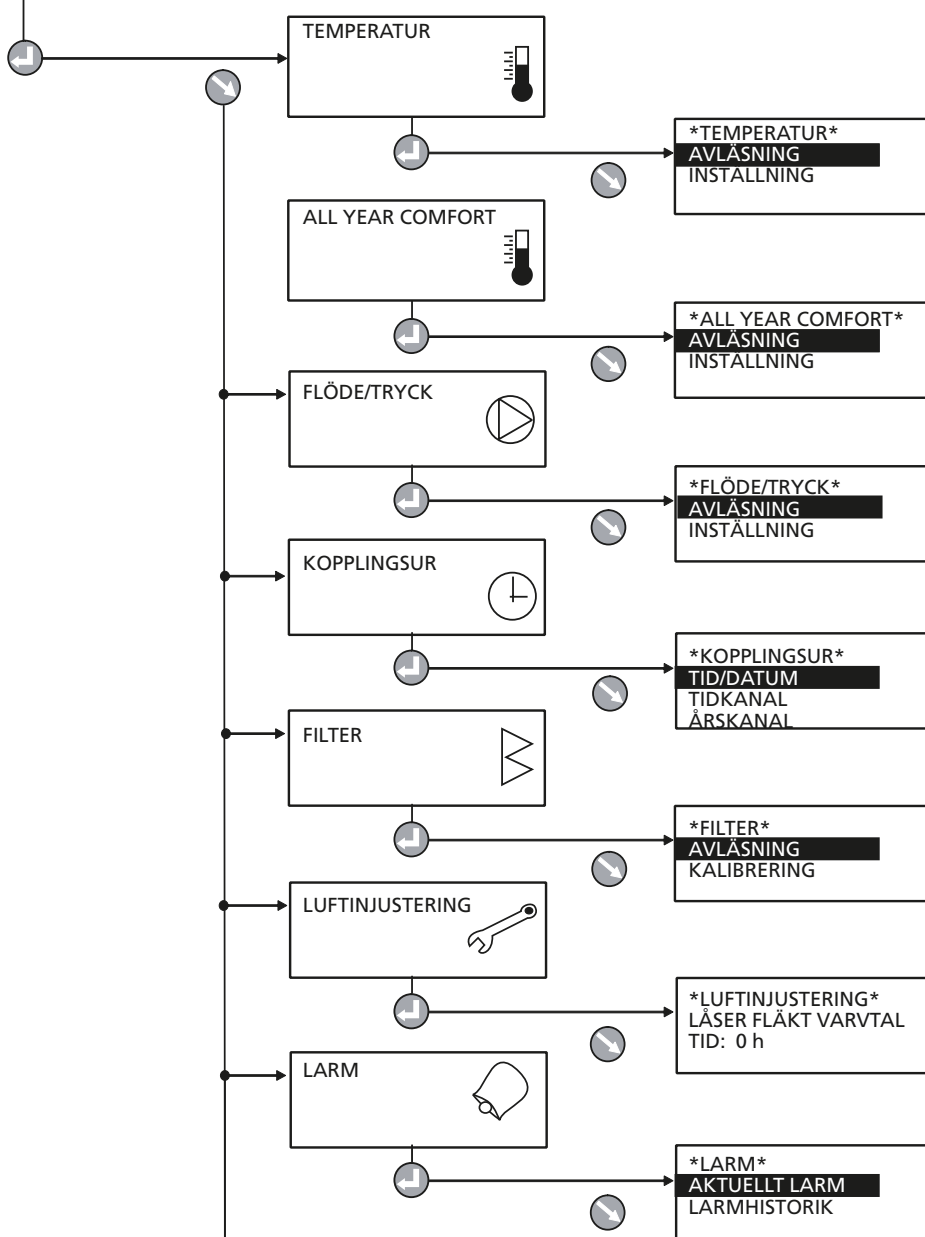 TEMPERATUR
*TEMPERATUR*
AVLÄSNING
INSTÄLLNING
ALL YEAR COMFORT
*ALL YEAR COMFORT*
AVLÄSNING
INSTÄLLNING
FLÖDE/TRYCK
*FLÖDE/TRYCK*
AVLÄSNING
INSTÄLLNING
KOPPLINGSUR
*KOPPLINGSUR*
TID/DATUM
TIDKANAL
ÅRSKANAL
FILTER
*FILTER*
AVLÄSNING
KALIBRERING
LUFTINJUSTERING
*LUFTINJUSTERING*
LÅSER FLÄKT VARVTAL
TID: 0 h
LARM
*LARM*
AKTUELLT LARM
LARMHISTORIK